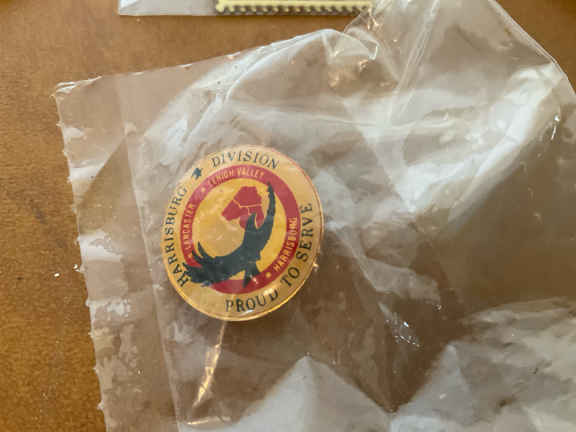 HARRISBURG ★ DIVISION
PROUD TO SERVE
LANCASTER ★ LEHIGH VALLEY
★ HARRISBURG